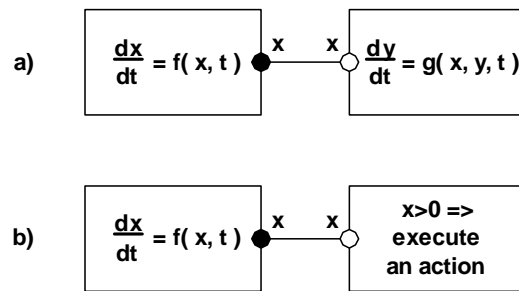 a)
dx/dt = f( x, t )
x
x
dy/dt = g( x, y, t )
b)
dx/dt = f( x, t )
x
x
x>0 =>
execute
an action